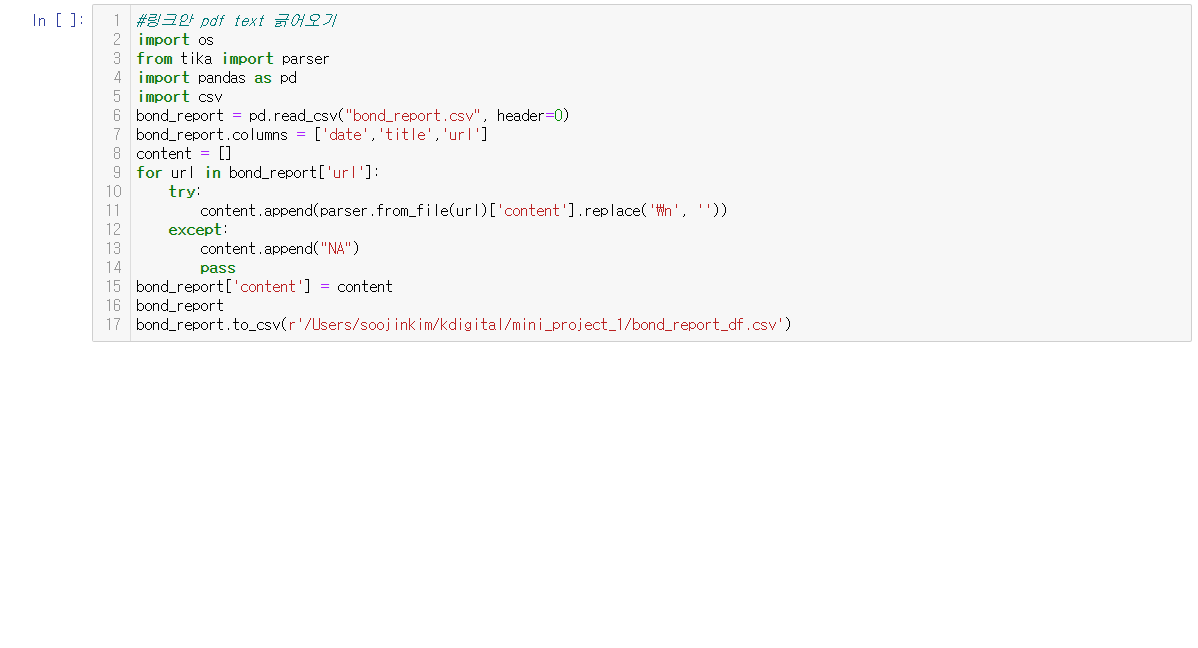 In [ ]:
1 #링크안 pdf text 긁어오기
2 import os
3 from tika import parser
4 import pandas as pd
5 import csv
6 bond_report = pd.read_csv("bond_report.csv", header=0)
7 bond_report.columns = ['date','title','url']
8 content = []
9 for url in bond_report['url']:
10     try:
11         content.append(parser.from_file(url)['content'].replace('₩n', ''))
12     except:
13         content.append("NA")
14         pass
15 bond_report['content'] = content
16 bond_report
17 bond_report.to_csv(r'/Users/soojinkim/kdigital/mini_project_1/bond_report_df.csv')